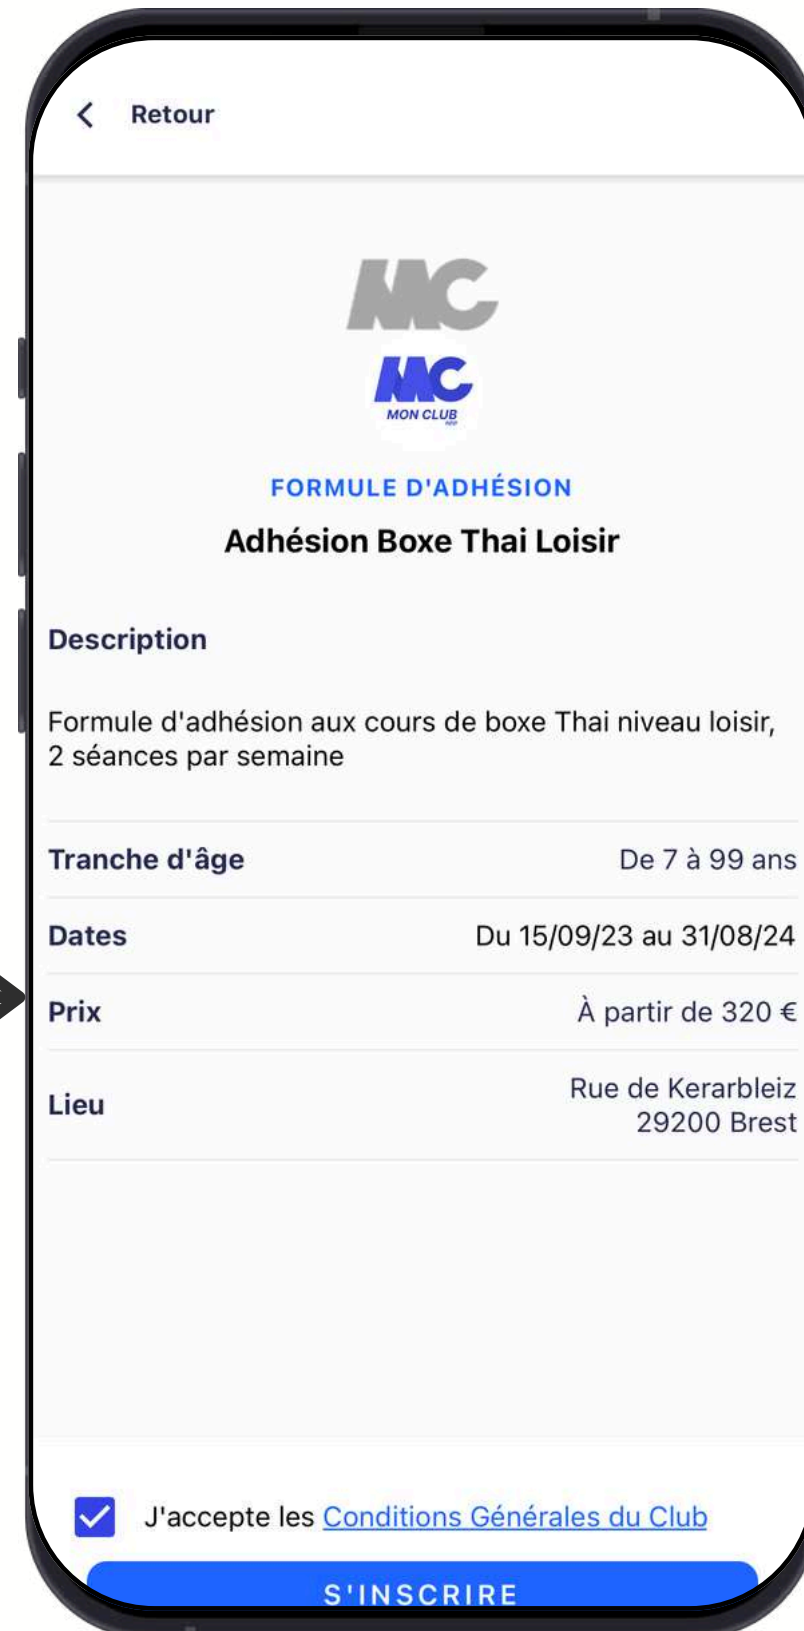 Retour
MC
MC
MON CLUB
app
FORMULE D'ADHÉSION
Adhésion Boxe Thai Loisir
Description
Formule d'adhésion aux cours de boxe Thai niveau loisir,
2 séances par semaine
Tranche d'âge De 7 à 99 ans
Dates Du 15/09/23 au 31/08/24
Prix À partir de 320 €
Lieu Rue de Kerarbleiz
29200 Brest
J'accepte les Conditions Générales du Club
S'INSCRIRE